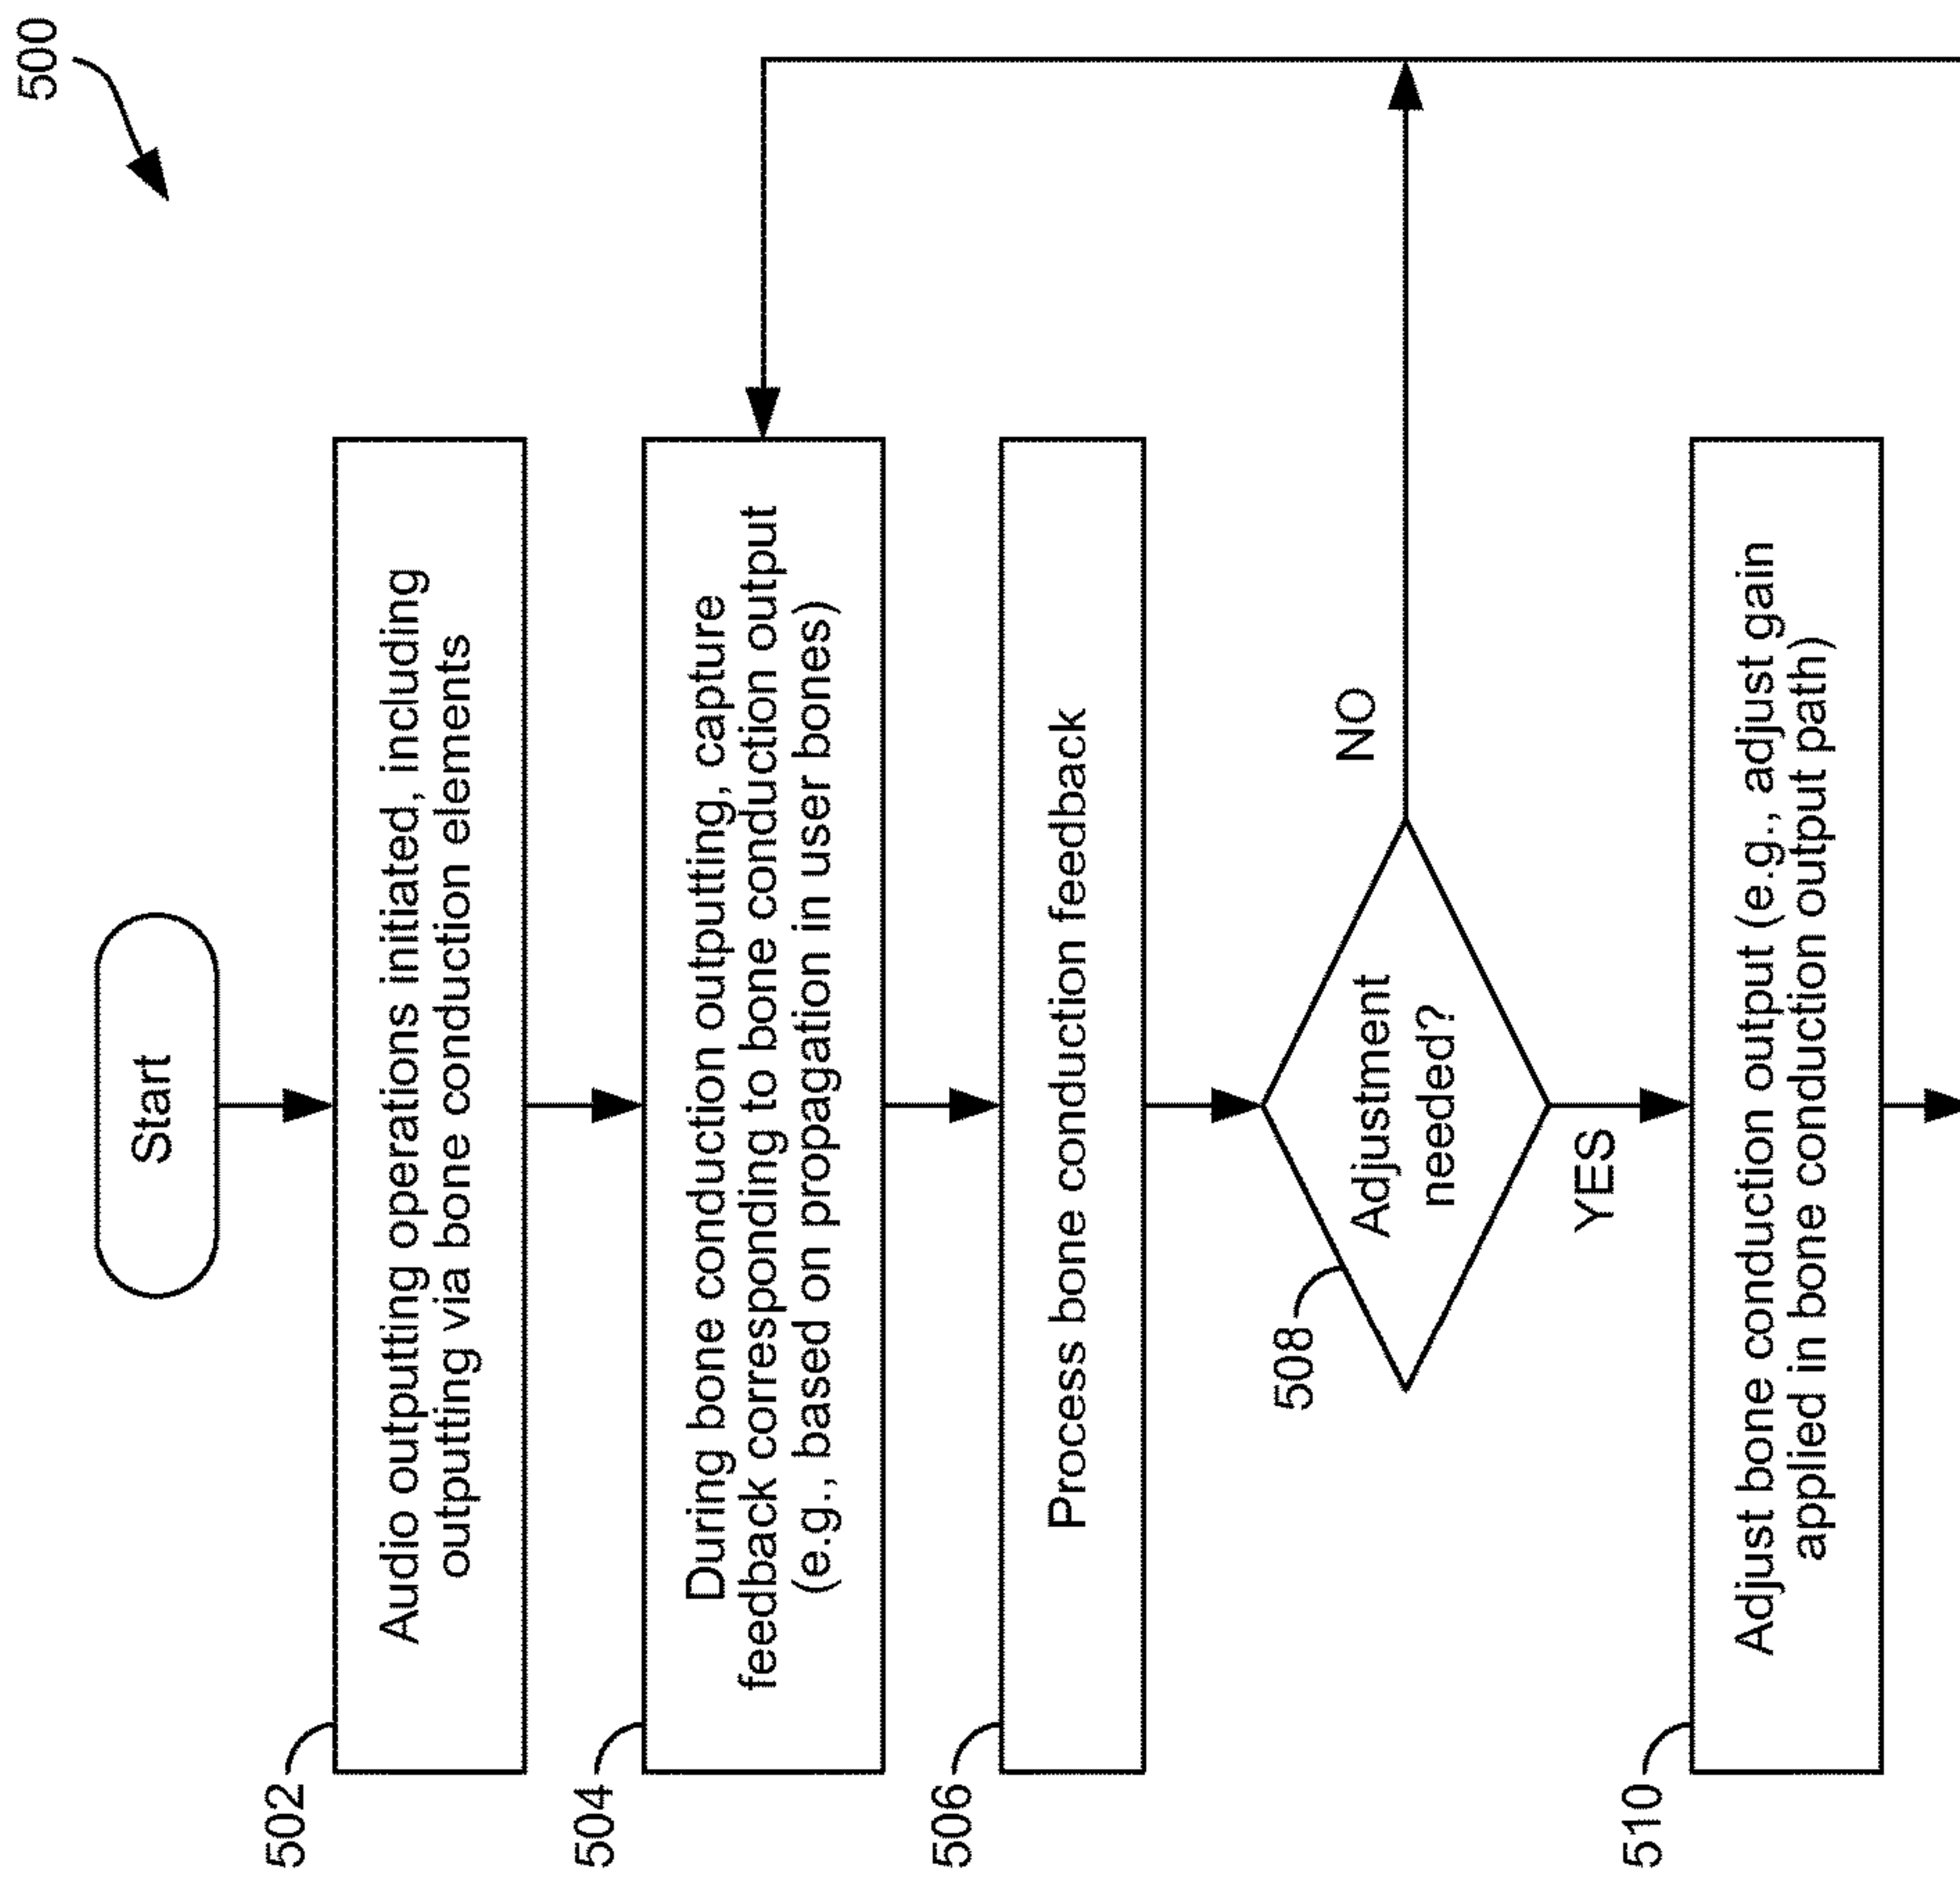 500
Start
502
Audio outputting operations initiated, including
outputting via bone conduction elements
504
During bone conduction outputting, capture
feedback corresponding to bone conduction output
(e.g., based on propagation in user bones)
506
Process bone conduction feedback
508
Adjustment
needed?
NO
YES
510
Adjust bone conduction output (e.g., adjust gain
applied in bone conduction output path)